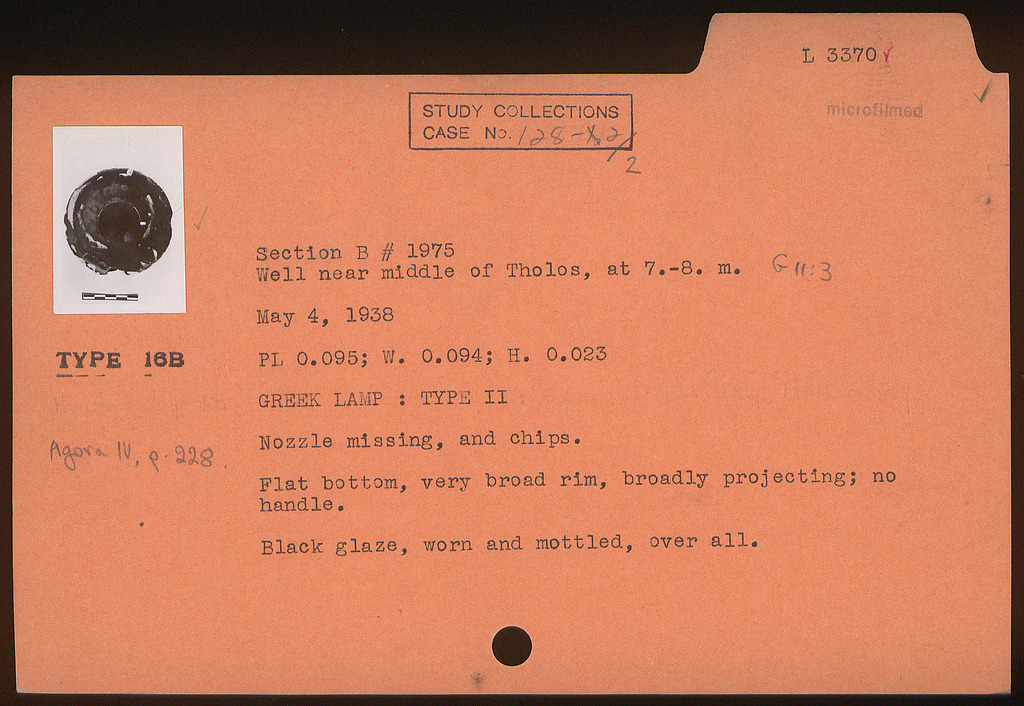 L 3370
microfilmed
STUDY COLLECTIONS
CASE No. 128-
2
Section B # 1975
Well near middle of Tholos, at 7.-8. m. G 11:3
May 4, 1938
TYPE 16B
PL 0.095; W. 0.094; H. 0.023
GREEK LAMP : TYPE II
Agora IV, p. 228.
Nozzle missing, and chips.
Flat bottom, very broad rim, broadly projecting; no
handle.
Black glaze, worn and mottled, over all.